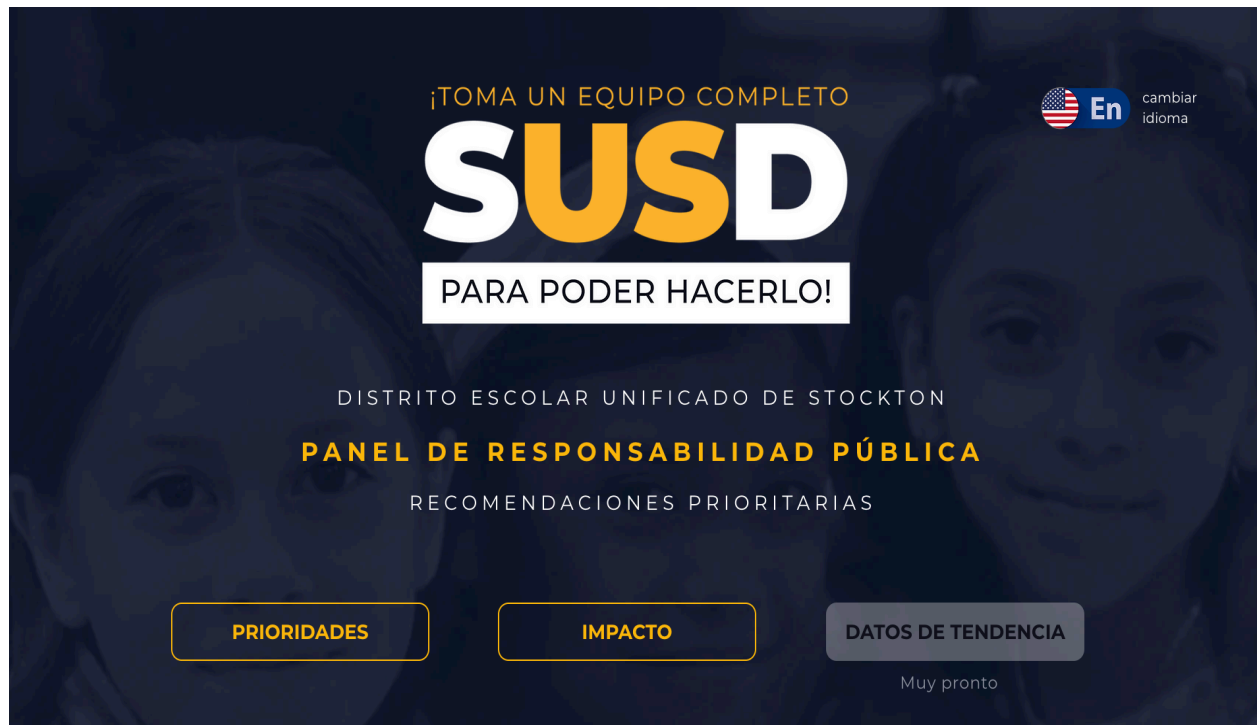 ¡TOMA UN EQUIPO COMPLETO
SUSD
PARA PODER HACERLO!
En
cambiar
idioma
DISTRITO ESCOLAR UNIFICADO DE STOCKTON
PANEL DE RESPONSABILIDAD PÚBLICA
RECOMENDACIONES PRIORITARIAS
PRIORIDADES
IMPACTO
DATOS DE TENDENCIA
Muy pronto